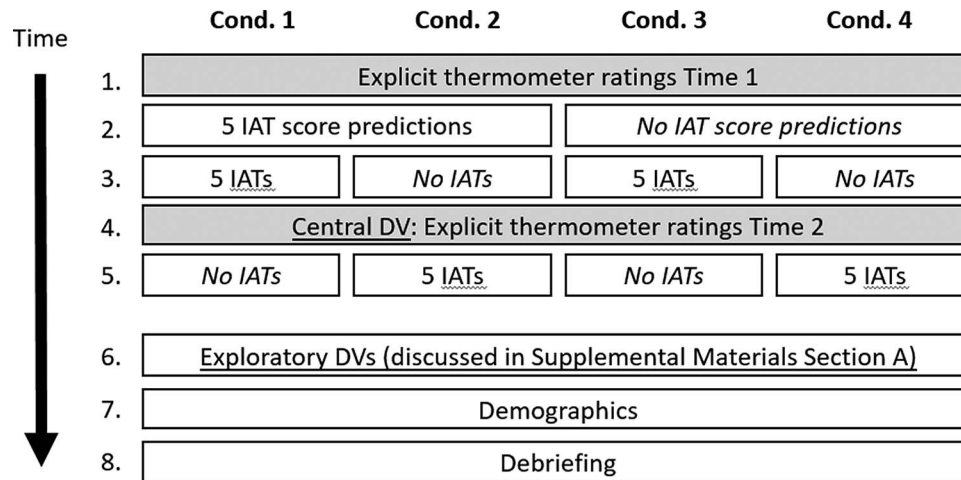 Cond. 1 Cond. 2 Cond. 3 Cond. 4
Time
1. Explicit thermometer ratings Time 1
2. 5 IAT score predictions No IAT score predictions
3. 5 IATs No IATs 5 IATs No IATs
4. Central DV: Explicit thermometer ratings Time 2
5. No IATs 5 IATs No IATs 5 IATs
6. Exploratory DVs (discussed in Supplemental Materials Section A)
7. Demographics
8. Debriefing